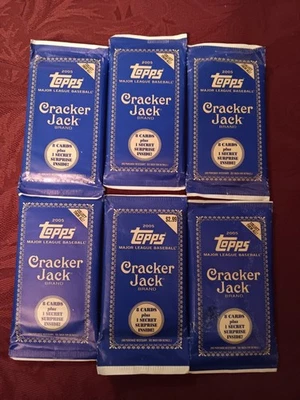 2005
Topps
MAJOR LEAGUE BASEBALL
Cracker
Jack
BRAND
8 CARDS
plus
1 SECRET
SURPRISE
INSIDE!
2005
Topps
MAJOR LEAGUE BASEBALL
Cracker
Jack
BRAND
8 CARDS
plus
1 SECRET
SURPRISE
INSIDE!
2005
Topps
MAJOR LEAGUE BASEBALL
Cracker
Jack
BRAND
8 CARDS
plus
1 SECRET
SURPRISE
INSIDE!
2005
Topps
MAJOR LEAGUE BASEBALL
Cracker
Jack
BRAND
8 CARDS
plus
1 SECRET
SURPRISE
INSIDE!
$2.99
2005
Topps
MAJOR LEAGUE BASEBALL
Cracker
Jack
BRAND
8 CARDS
plus
1 SECRET
SURPRISE
INSIDE!
2005
Topps
MAJOR LEAGUE BASEBALL
Cracker
Jack
BRAND
8 CARDS
plus
1 SECRET
SURPRISE
INSIDE!